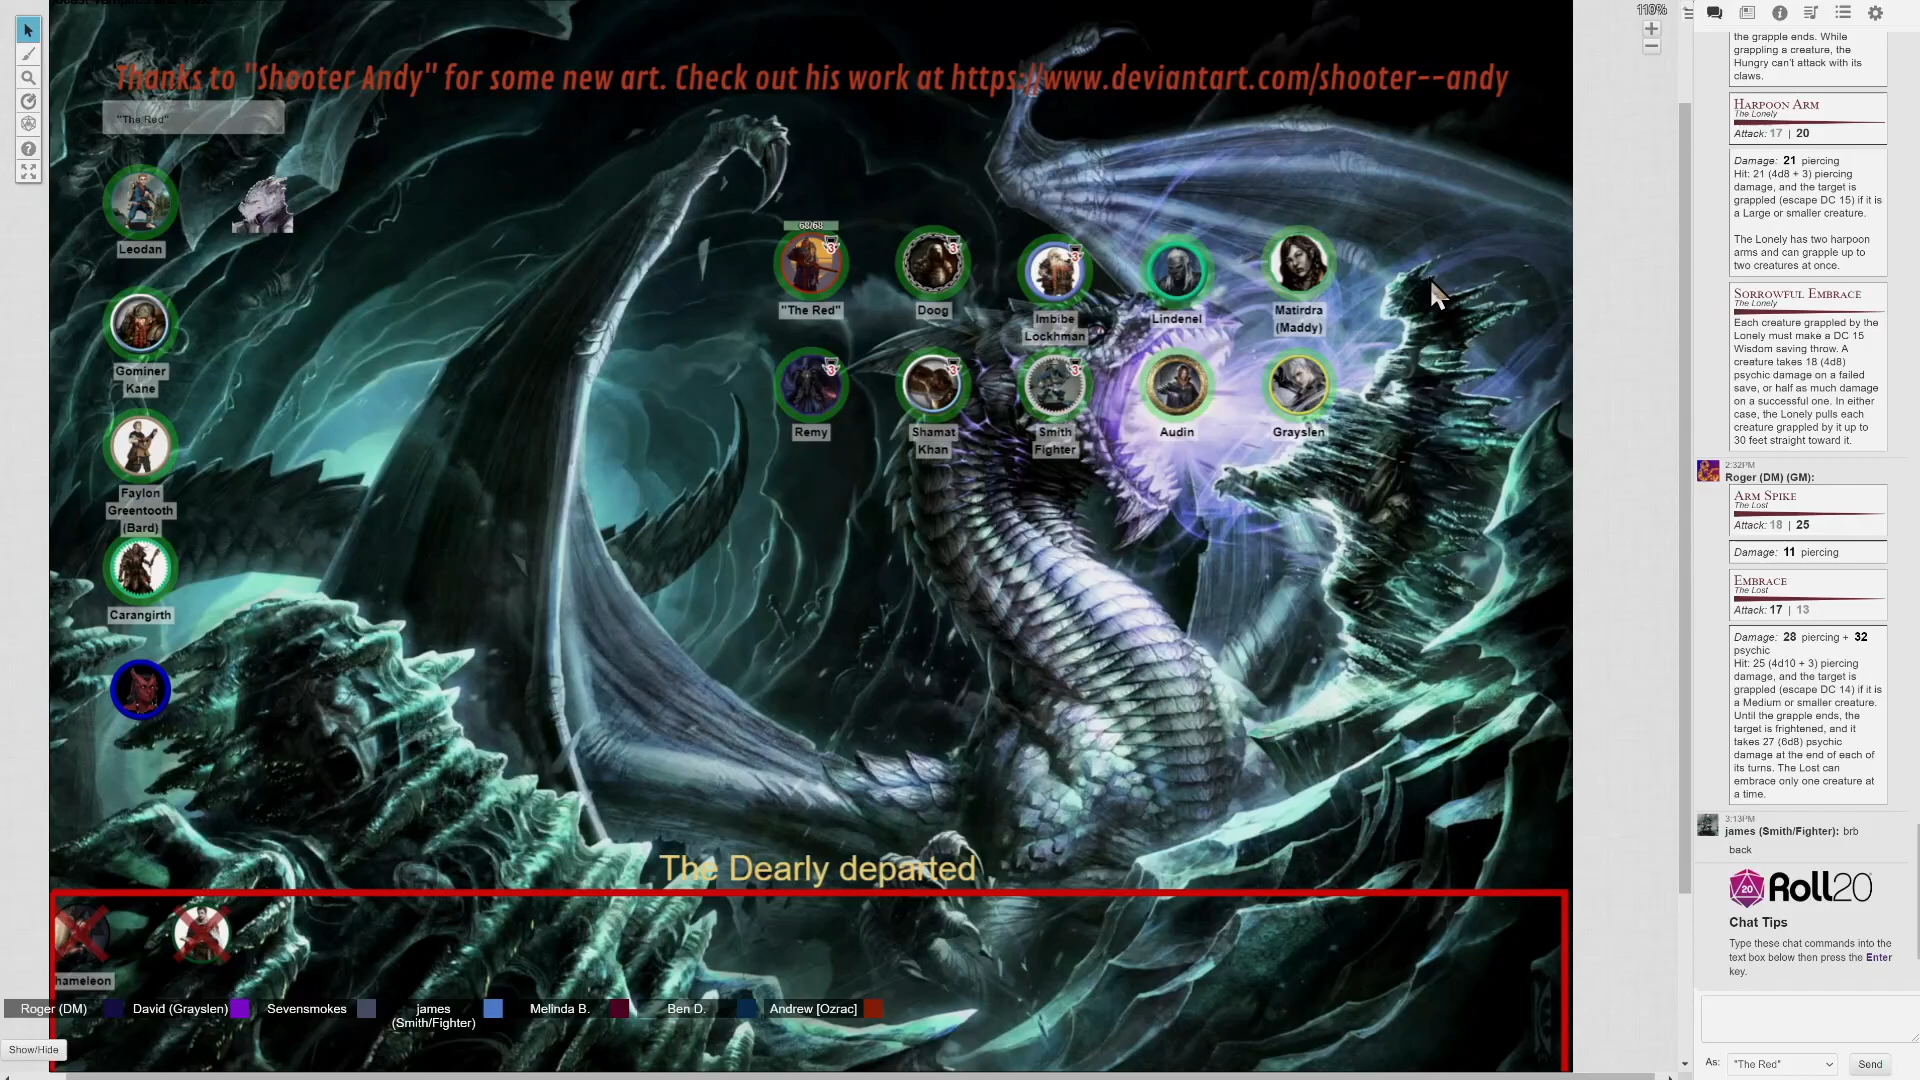 110%
Thanks to "Shooter Andy" for some new art. Check out his work at https://www.deviantart.com/shooter--andy
"The Red"
Leodan
Gominer
Kane
Faylon
Greentooth
(Bard)
Carangirth
68/68
3
3
3
"The Red"
Doog
Imbibe
Lockhman
Lindenel
Matirdra
(Maddy)
3
3
3
Remy
Shamat
Khan
Smith
Fighter
Audin
Grayslen
The Dearly departed
hameleon
Roger (DM)
David (Grayslen)
Sevensmokes
james
(Smith/Fighter)
Melinda B.
Ben D.
Andrew [Ozrac]
Show/Hide
the grapple ends. While
grappling a creature, the
Hungry can't attack with its
claws.
Harpoon Arm
The Lonely
Attack: 17 | 20
Damage: 21 piercing
Hit: 21 (4d8 + 3) piercing
damage, and the target is
grappled (escape DC 15) if it is
a Large or smaller creature.
The Lonely has two harpoon
arms and can grapple up to
two creatures at once.
Sorrowful Embrace
The Lonely
Each creature grappled by the
Lonely must make a DC 15
Wisdom saving throw. A
creature takes 18 (4d8)
psychic damage on a failed
save, or half as much damage
on a successful one. In either
case, the Lonely pulls each
creature grappled by it up to
30 feet straight toward it.
2:32PM
Roger (DM) (GM):
Arm Spike
The Lost
Attack: 18 | 25
Damage: 11 piercing
Embrace
The Lost
Attack: 17 | 13
Damage: 28 piercing + 32
psychic
Hit: 25 (4d10 + 3) piercing
damage, and the target is
grappled (escape DC 14) if it is
a Medium or smaller creature.
Until the grapple ends, the
target is frightened, and it
takes 27 (6d8) psychic
damage at the end of each of
its turns. The Lost can
embrace only one creature at
a time.
3:13PM
james (Smith/Fighter): brb
back
20 Roll20
Chat Tips
Type these chat commands into the
text box below then press the Enter
key.
As: "The Red"
Send